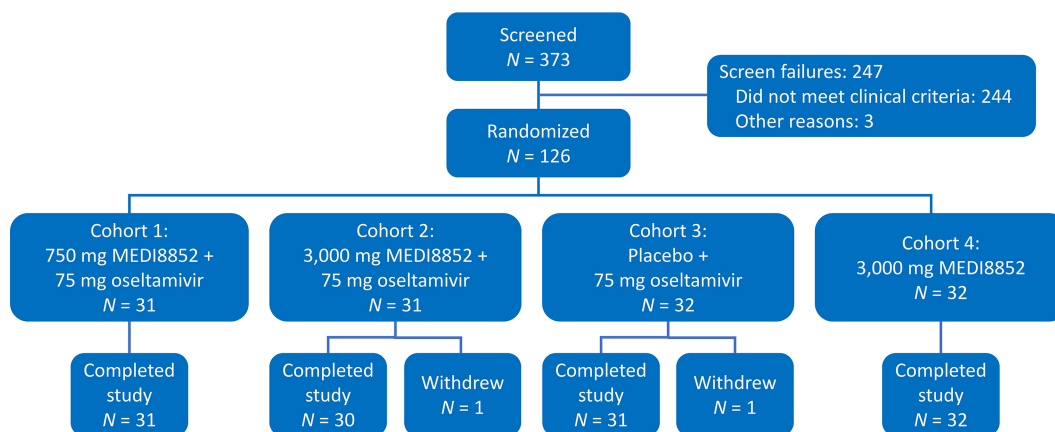 Screened
N = 373
Screen failures: 247
Did not meet clinical criteria: 244
Other reasons: 3
Randomized
N = 126
Cohort 1:
750 mg MEDI8852 +
75 mg oseltamivir
N = 31
Cohort 2:
3,000 mg MEDI8852 +
75 mg oseltamivir
N = 31
Cohort 3:
Placebo +
75 mg oseltamivir
N = 32
Cohort 4:
3,000 mg MEDI8852
N = 32
Completed
study
N = 31
Completed
study
N = 30
Withdrew
N = 1
Completed
study
N = 31
Withdrew
N = 1
Completed
study
N = 32